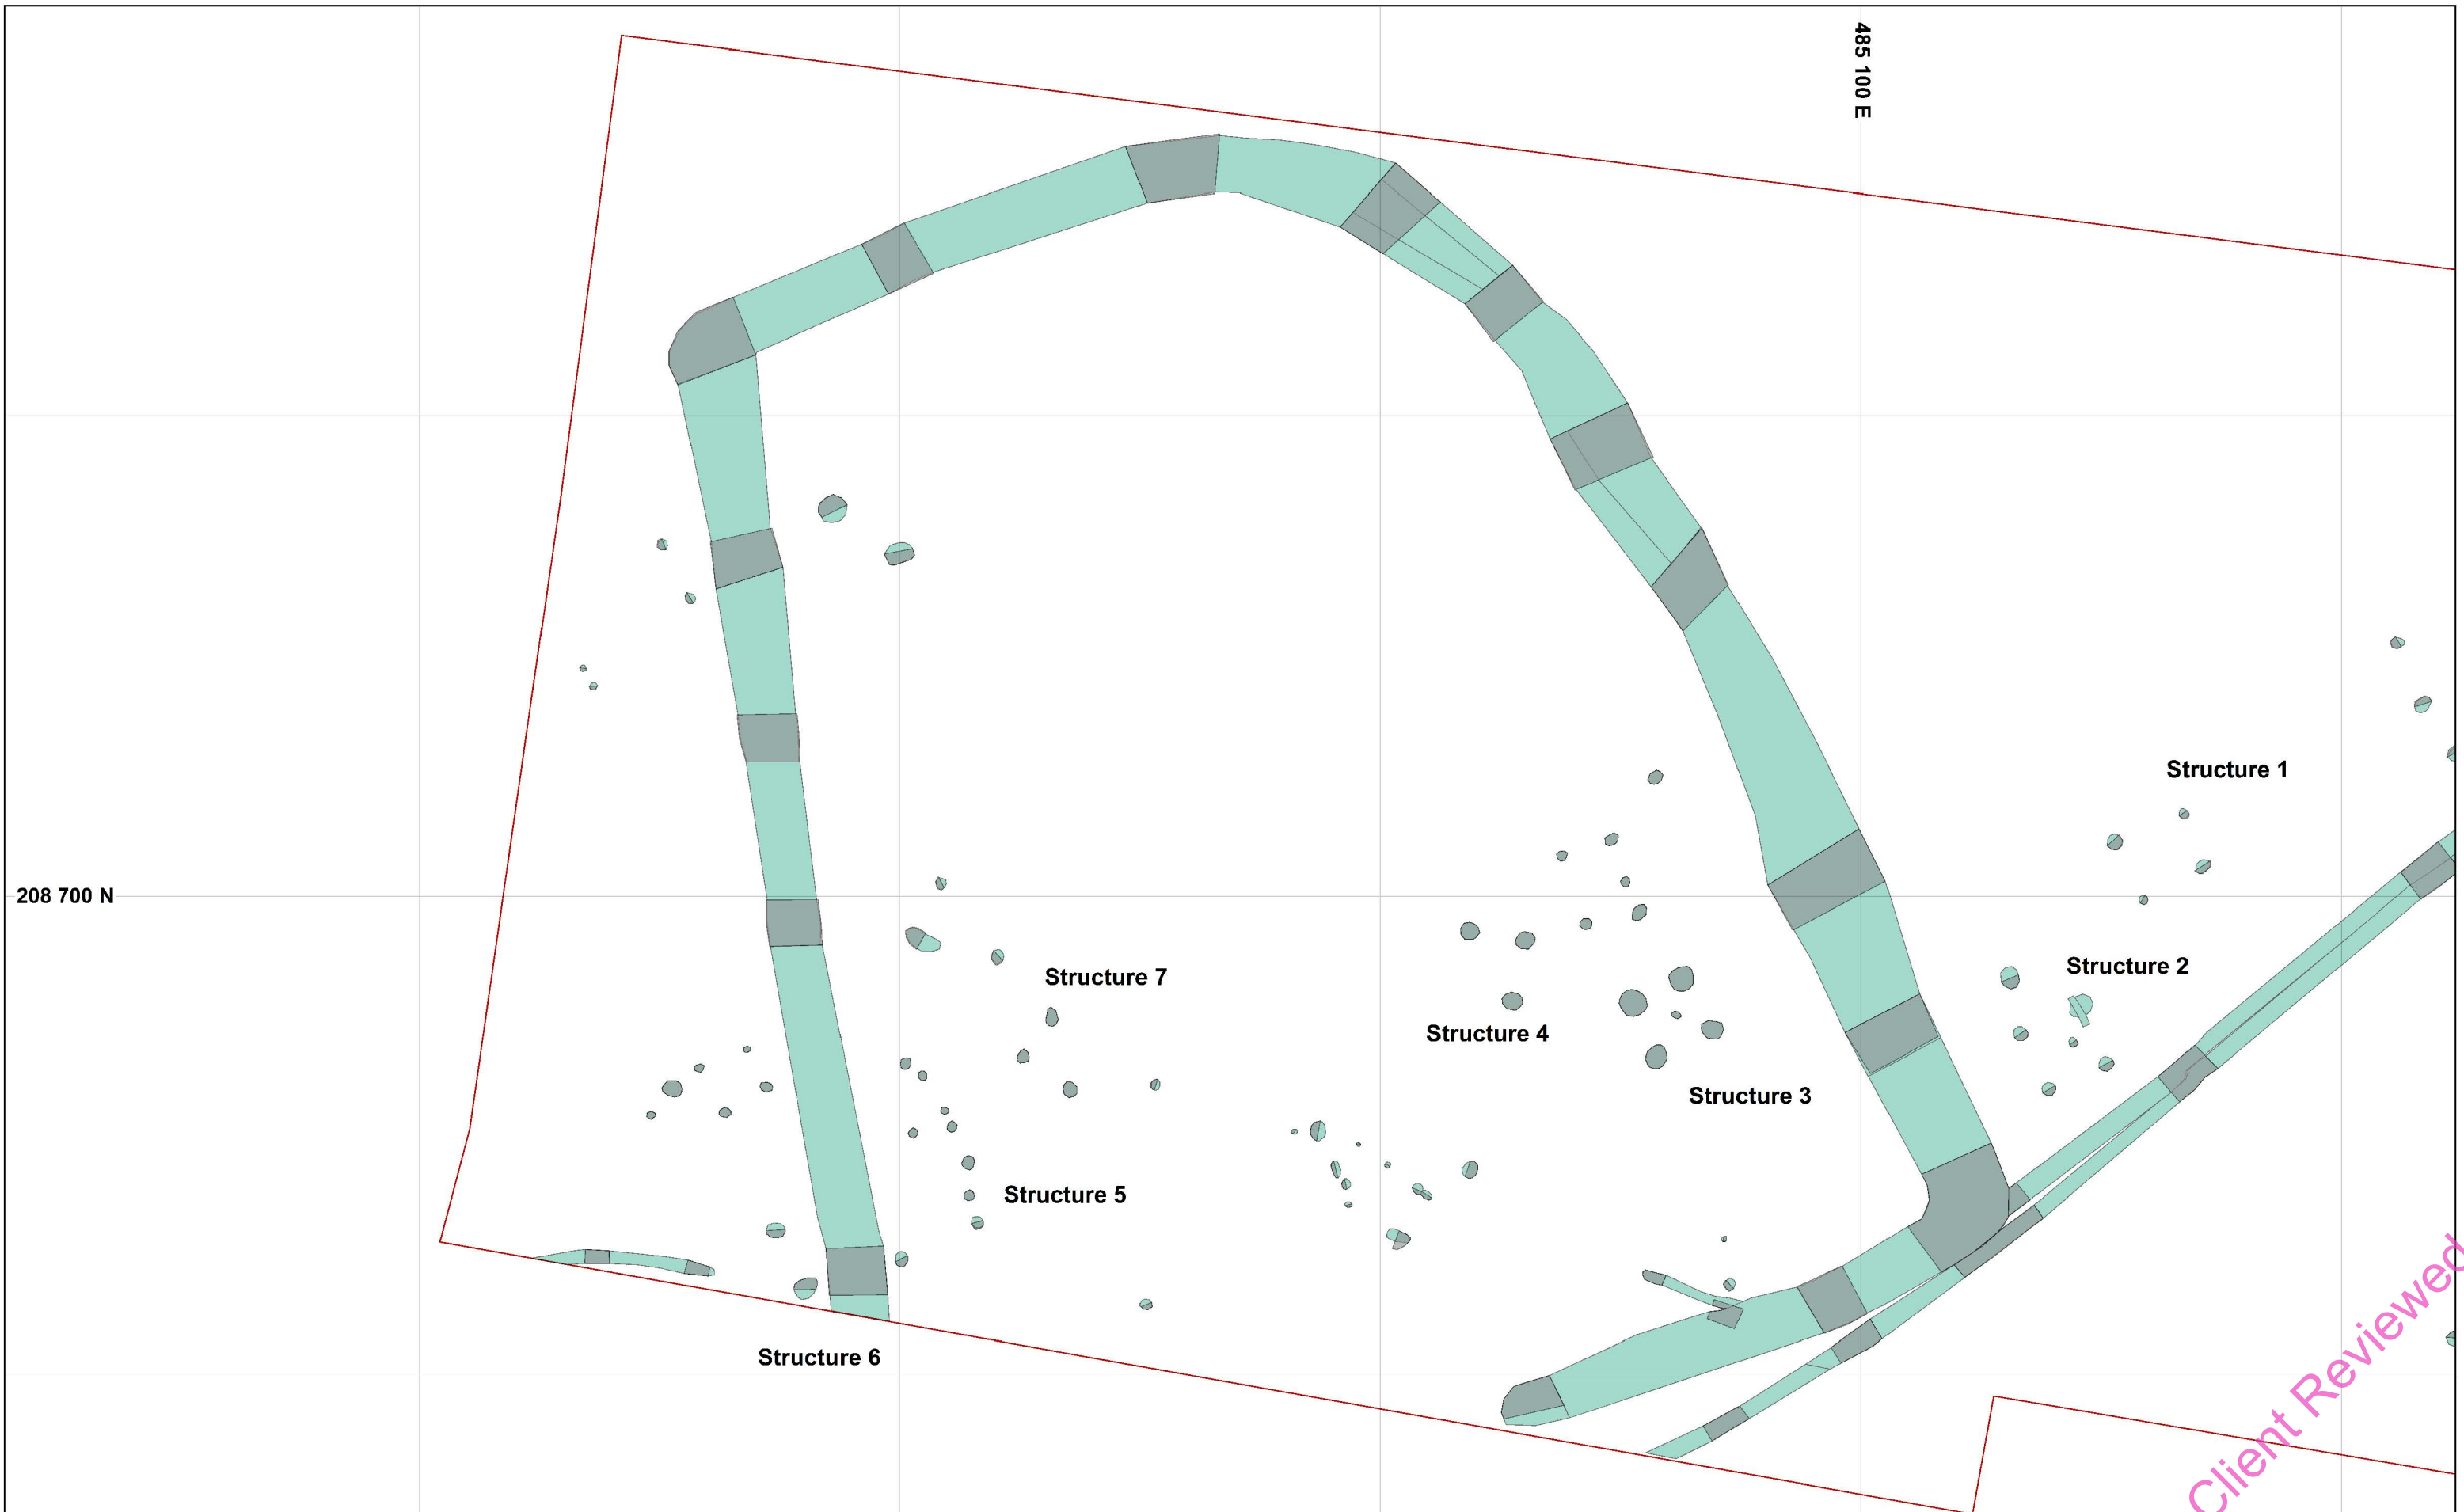 485 100 E
Structure 1
208 700 N
Structure 2
Structure 7
Structure 4
Structure 3
Structure 5
Structure 6
Client Reviewed